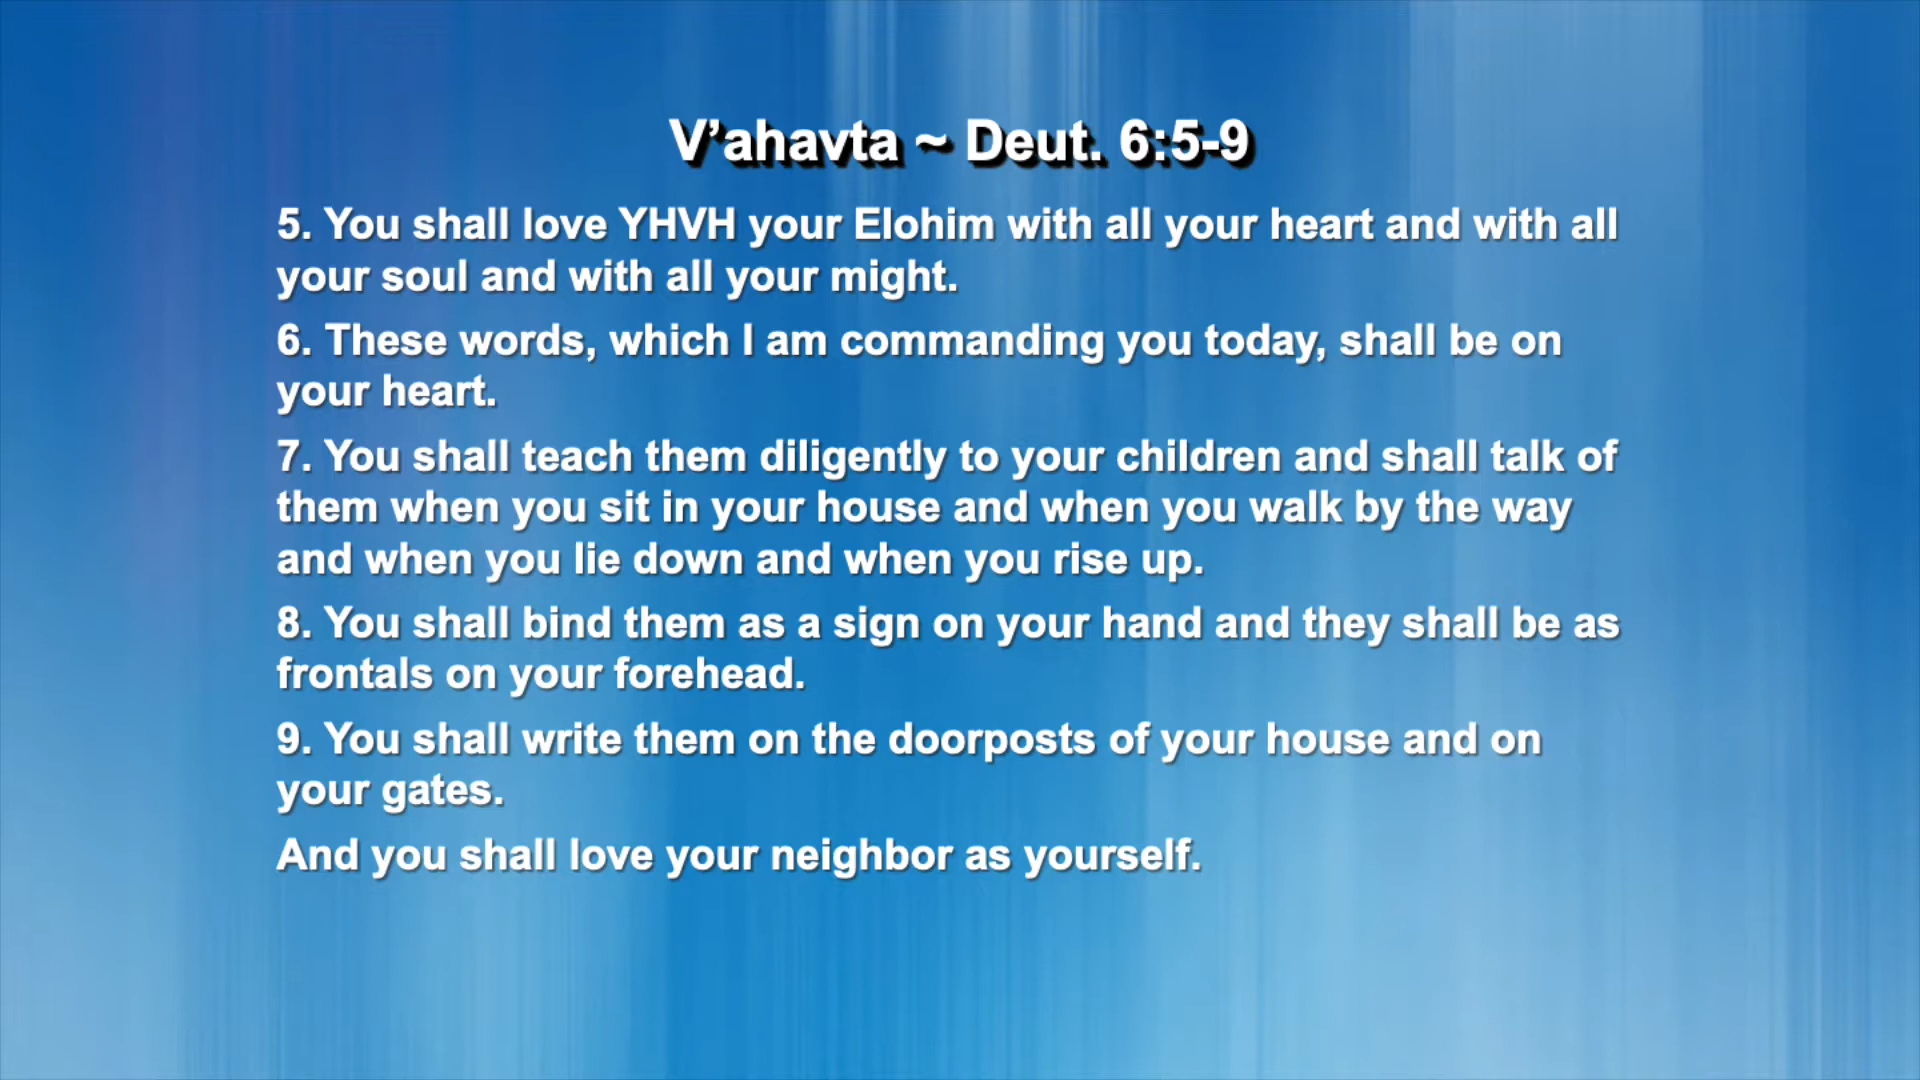 V’ahavta ~ Deut. 6:5-9
5. You shall love YHVH your Elohim with all your heart and with all
your soul and with all your might.
6. These words, which I am commanding you today, shall be on
your heart.
7. You shall teach them diligently to your children and shall talk of
them when you sit in your house and when you walk by the way
and when you lie down and when you rise up.
8. You shall bind them as a sign on your hand and they shall be as
frontals on your forehead.
9. You shall write them on the doorposts of your house and on
your gates.
And you shall love your neighbor as yourself.